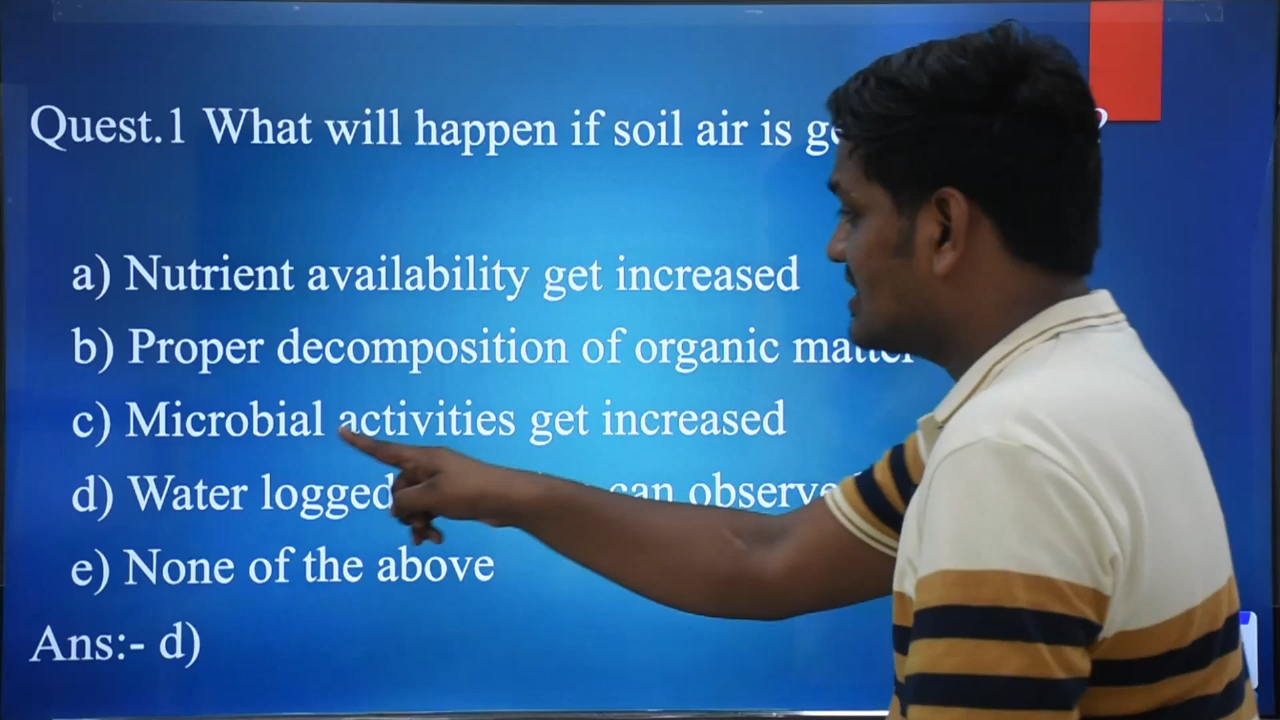 Quest.1 What will happen if soil air is
a) Nutrient availability get increased
b) Proper decomposition of organic matter
c) Microbial activities get increased
d) Water logged can
e) None of the above
Ans:- d)